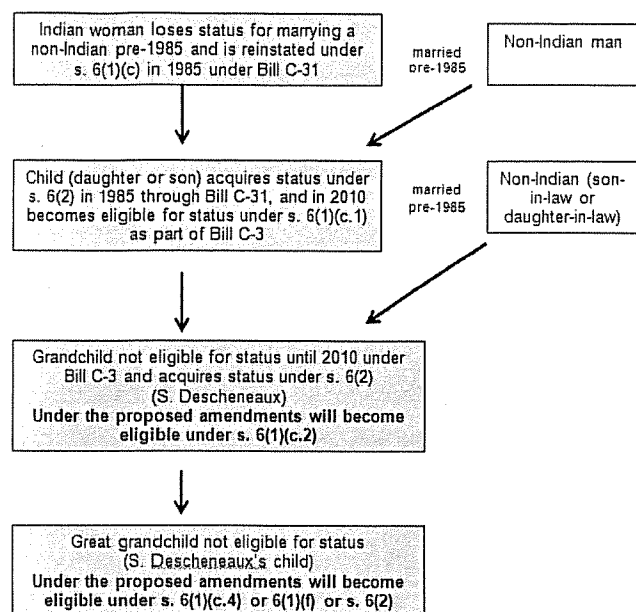 Indian woman loses status for marrying a
non-Indian pre-1985 and is reinstated under
s. 6(1)(c) in 1985 under Bill C-31
married
pre-1985
Non-Indian man
Child (daughter or son) acquires status under
s. 6(2) in 1985 through Bill C-31, and in 2010
becomes eligible for status under s. 6(1)(c.1)
as part of Bill C-3
married
pre-1985
Non-Indian (son-
in-law or
daughter-in-law)
Grandchild not eligible for status until 2010 under
Bill C-3 and acquires status under s. 6(2)
(S. Descheneaux)
Under the proposed amendments will become
eligible under s. 6(1)(c.2)
Great grandchild not eligible for status
(S. Descheneaux's child)
Under the proposed amendments will become
eligible under s. 6(1)(c.4) or 6(1)(f) or s. 6(2)